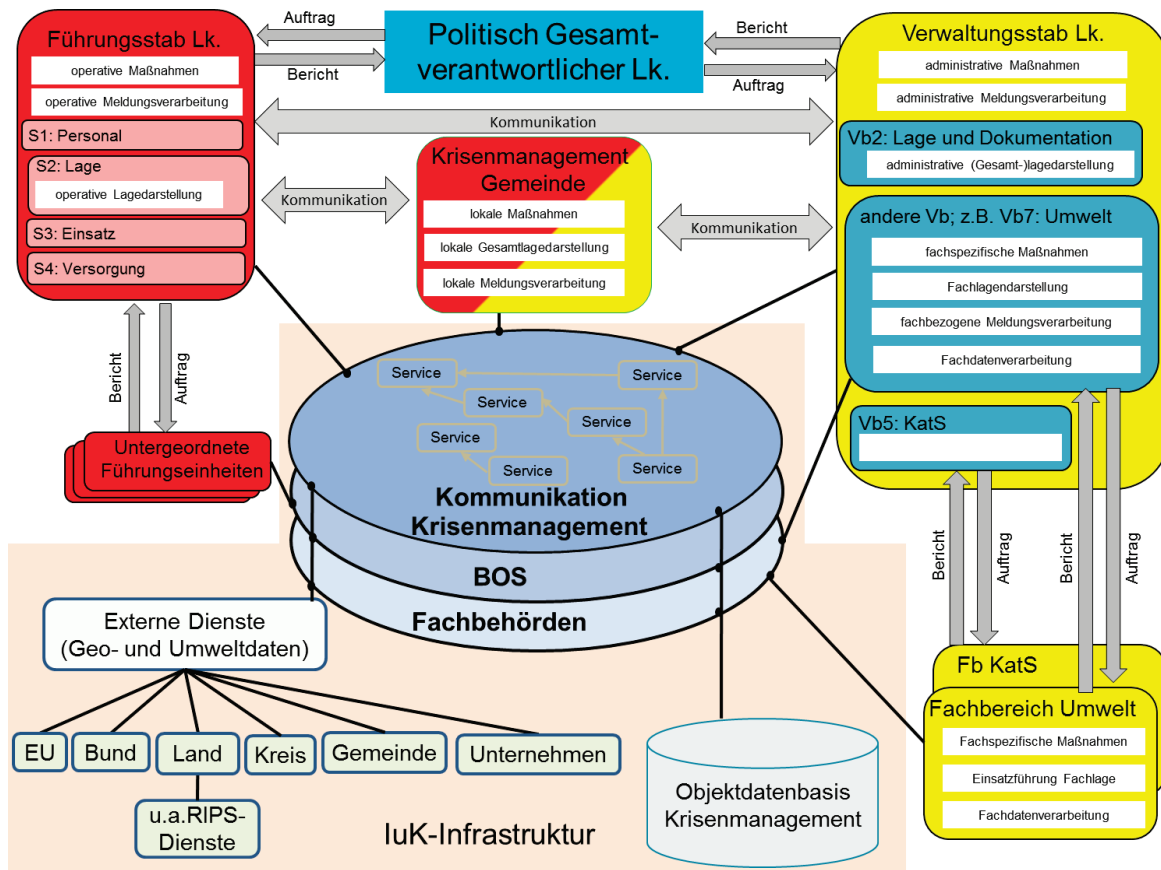 Führungsstab Lk.
operative Maßnahmen
operative Meldungsverarbeitung
S1: Personal
S2: Lage
operative Lagedarstellung
S3: Einsatz
S4: Versorgung
Auftrag
Bericht
Politisch Gesamt-
verantwortlicher Lk.
Bericht
Auftrag
Kommunikation
Krisenmanagement
Gemeinde
lokale Maßnahmen
lokale Gesamtlagedarstellung
lokale Meldungsverarbeitung
Kommunikation
Kommunikation
Verwaltungsstab Lk.
administrative Maßnahmen
administrative Meldungsverarbeitung
Vb2: Lage und Dokumentation
administrative (Gesamt-)lagedarstellung
andere Vb; z.B. Vb7: Umwelt
fachspezifische Maßnahmen
Fachlagendarstellung
fachbezogene Meldungsverarbeitung
Fachdatenverarbeitung
Vb5: KatS
Bericht
Auftrag
Untergeordnete
Führungseinheiten
Service
Service
Service
Service
Service
Service
Service
Kommunikation
Krisenmanagement
BOS
Fachbehörden
Bericht
Auftrag
Bericht
Auftrag
Externe Dienste
(Geo- und Umweltdaten)
EU
Bund
Land
Kreis
Gemeinde
Unternehmen
u.a.RIPS-
Dienste
IuK-Infrastruktur
Objektdatenbasis
Krisenmanagement
Fb KatS
Fachbereich Umwelt
Fachspezifische Maßnahmen
Einsatzführung Fachlage
Fachdatenverarbeitung